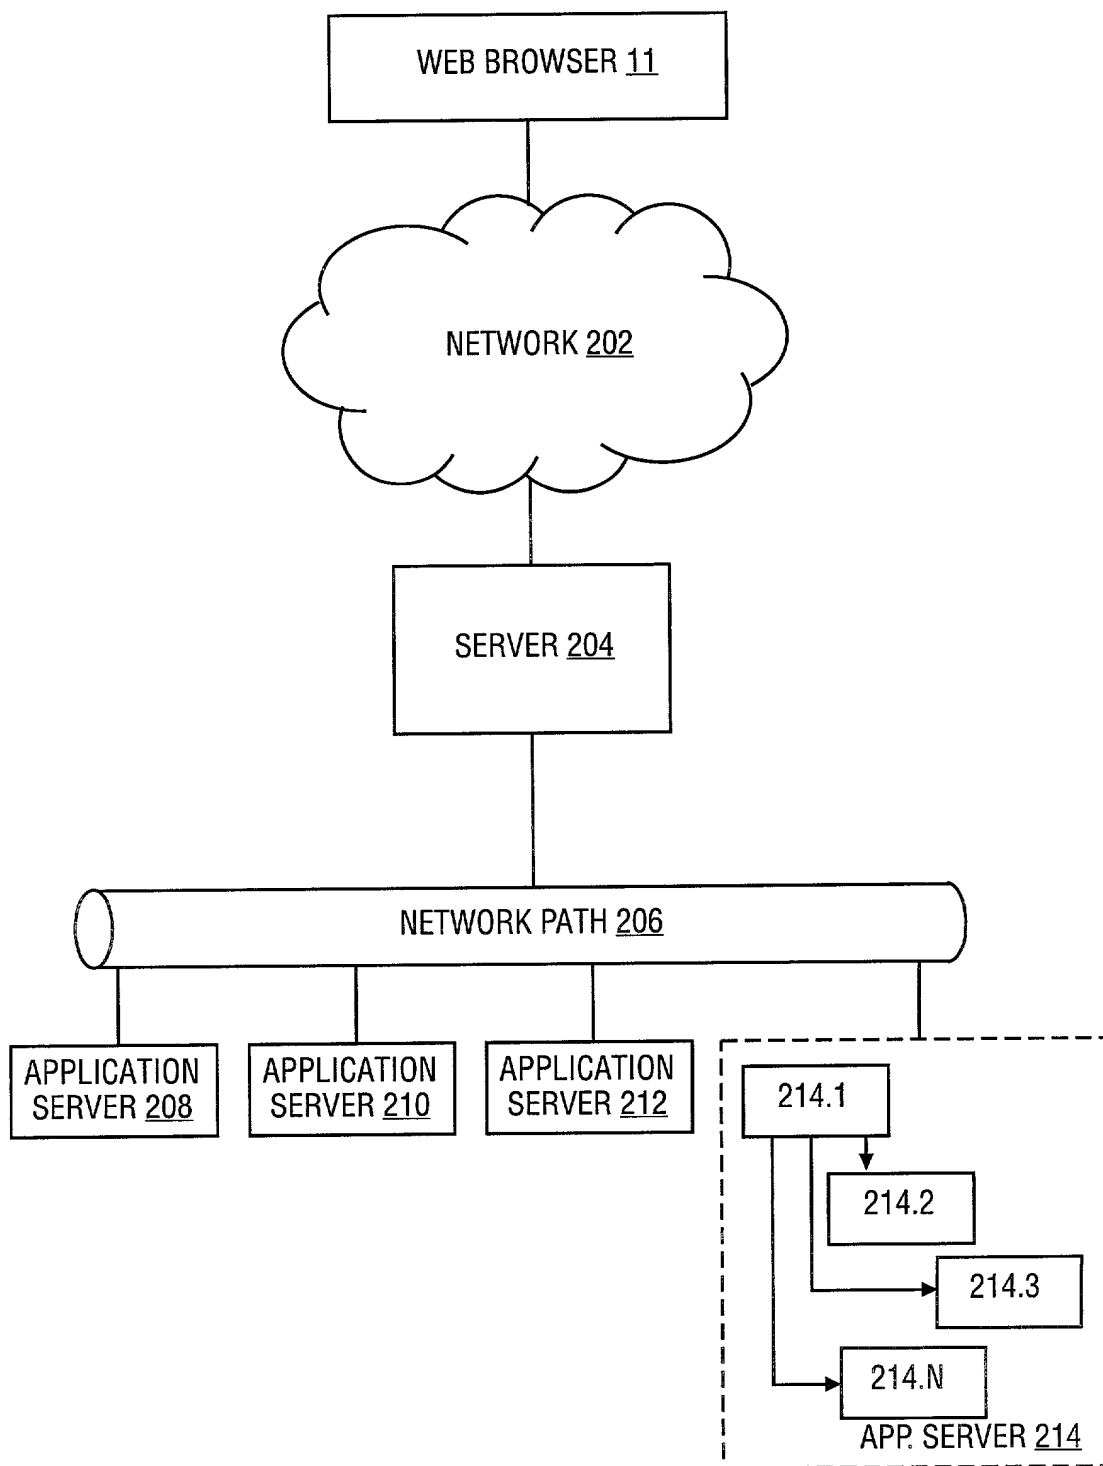 WEB BROWSER 11
NETWORK 202
SERVER 204
NETWORK PATH 206
APPLICATION
SERVER 208
APPLICATION
SERVER 210
APPLICATION
SERVER 212
214.1
214.2
214.3
214.N
APP. SERVER 214